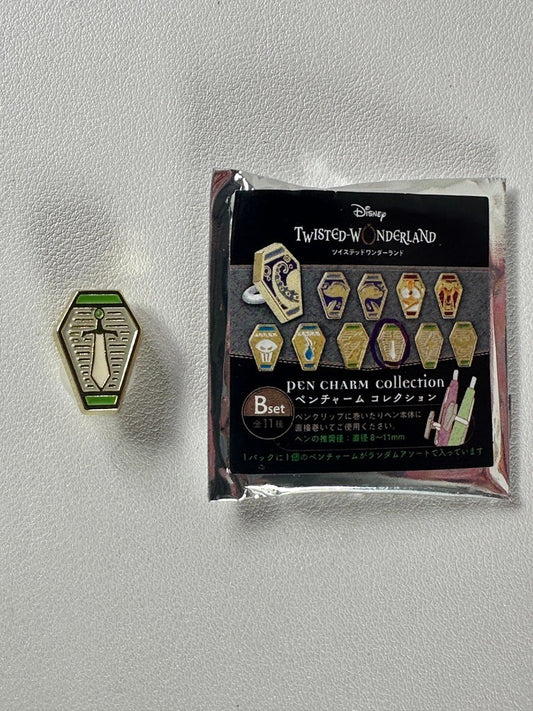 Disney
TWISTED-WONDERLAND
ツイステッドワンダーランド
PEN CHARM collection
ペンチャーム コレクション
Bset
全11種
ペンクリップに巻いたりペン本体に
直接巻いてご使用ください。
ペンの推奨径：直径 8～11mm
1パックに1個のペンチャームがランダムアソートで入っています